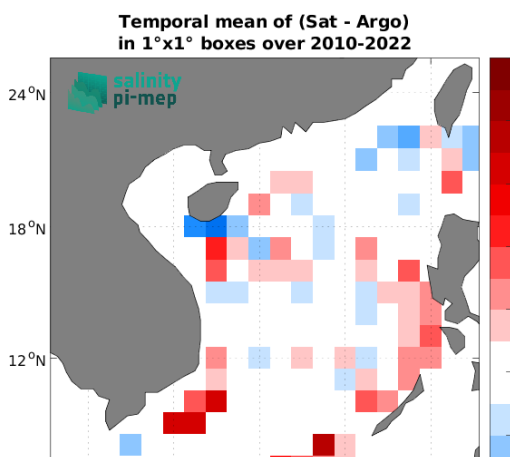 Temporal mean of (Sat - Argo)
in 1°x1° boxes over 2010-2022
salinity
pi-mep
24°N
18°N
12°N